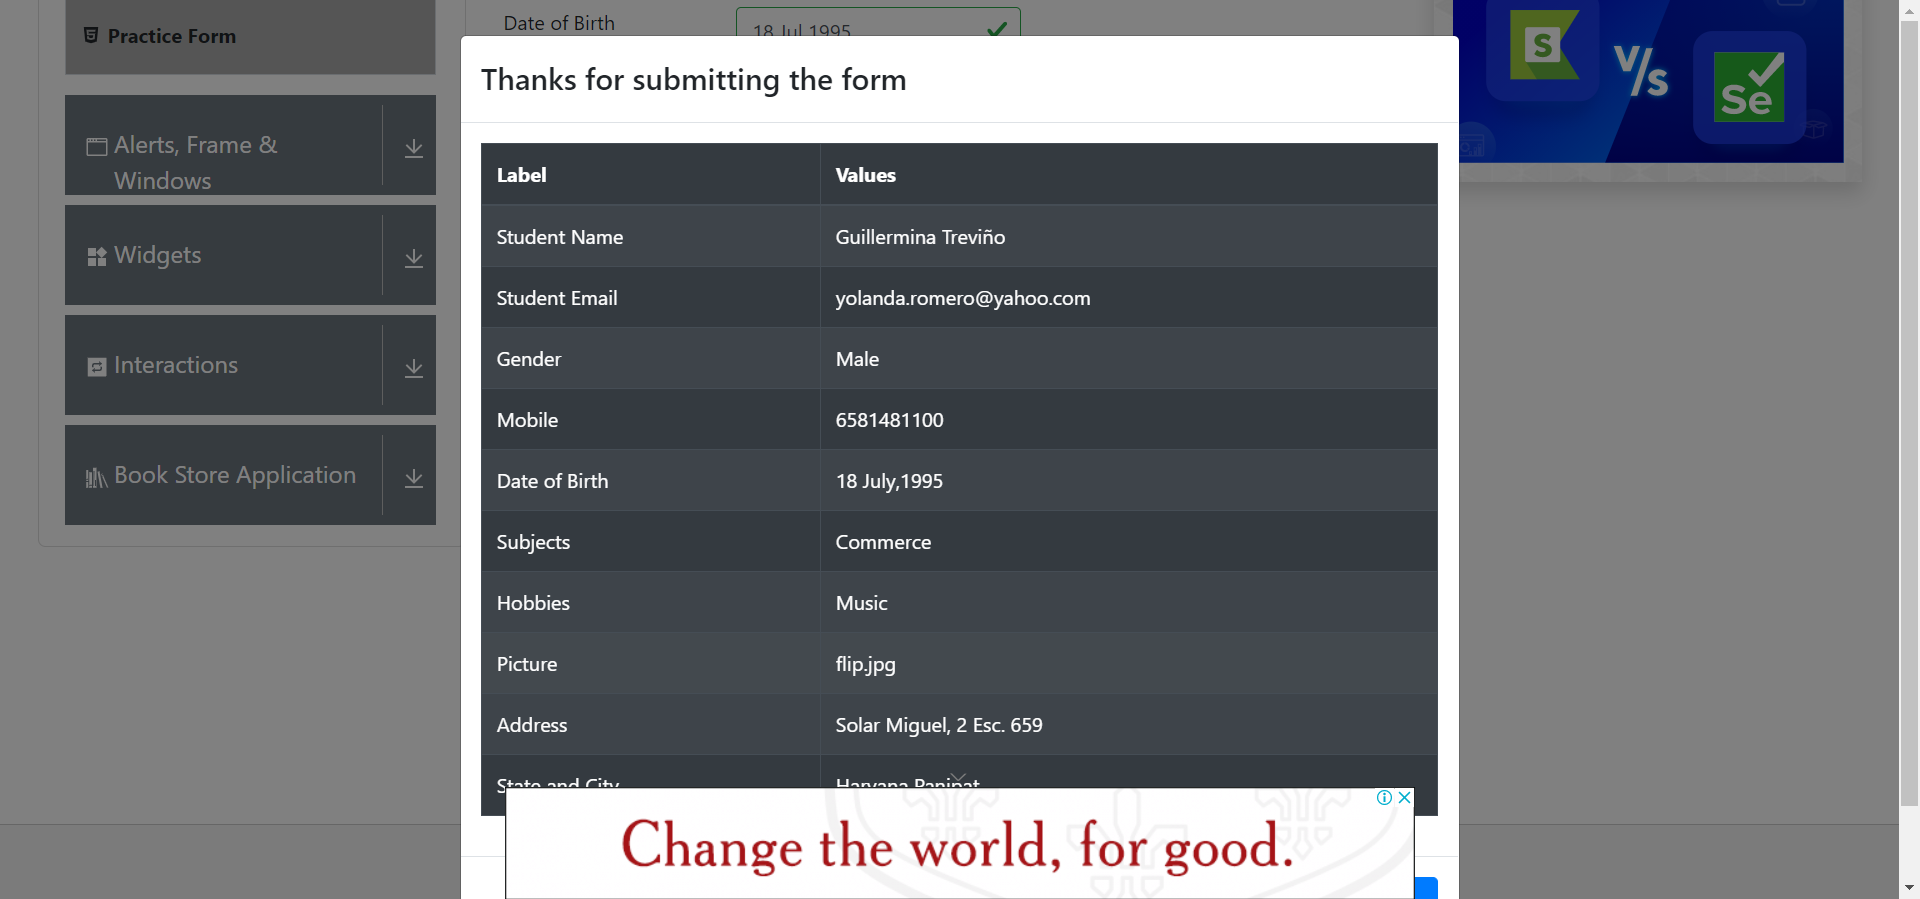 Practice Form
Date of Birth
18 Jul 1995
Thanks for submitting the form
Alerts, Frame &
Windows
Widgets
Interactions
Book Store Application
Label Values
Student Name Guillermina Treviño
Student Email yolanda.romero@yahoo.com
Gender Male
Mobile 6581481100
Date of Birth 18 July,1995
Subjects Commerce
Hobbies Music
Picture flip.jpg
Address Solar Miguel, 2 Esc. 659
State and City Haryana Panipat
Change the world, for good.
S
V/s
Se